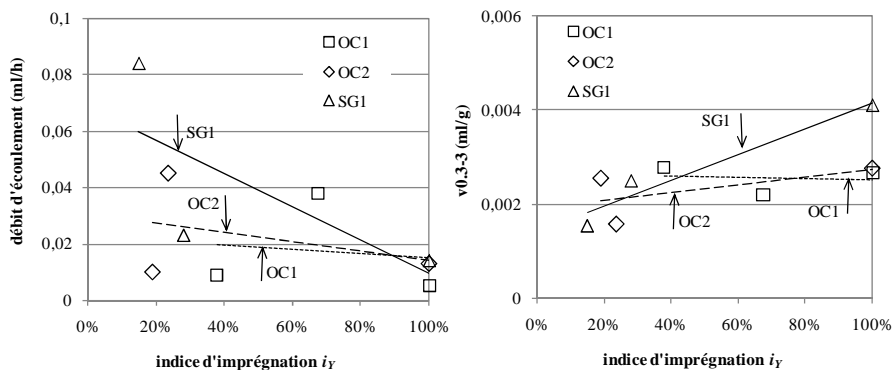 débit d'écoulement (ml/h)
0,1
0,08
0,06
0,04
0,02
0
0% 20% 40% 60% 80% 100%
indice d'imprégnation iY
OC1
OC2
SG1
SG1
OC2
OC1
v0.3-3 (ml/g)
0,006
0,004
0,002
0
0% 20% 40% 60% 80% 100%
indice d'imprégnation iY
OC1
OC2
SG1
SG1
OC2
OC1